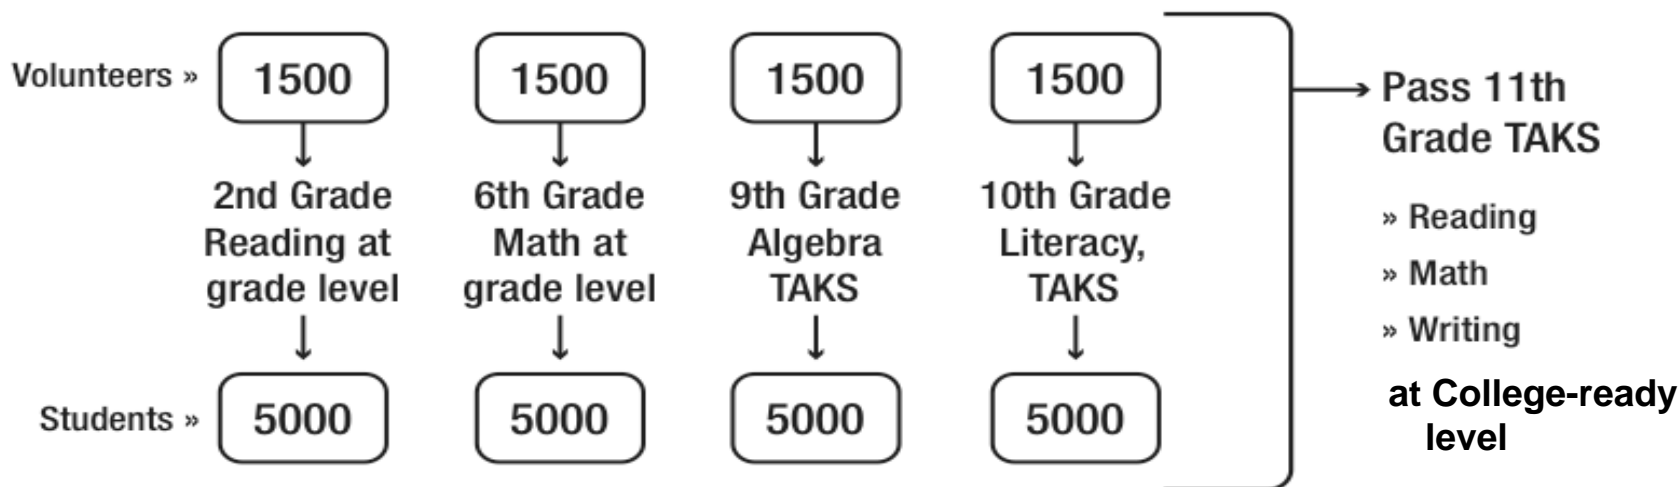 Volunteers »
1500
1500
1500
1500
2nd Grade
Reading at
grade level
6th Grade
Math at
grade level
9th Grade
Algebra
TAKS
10th Grade
Literacy,
TAKS
Students »
5000
5000
5000
5000
Pass 11th
Grade TAKS
» Reading
» Math
» Writing
at College-ready
level